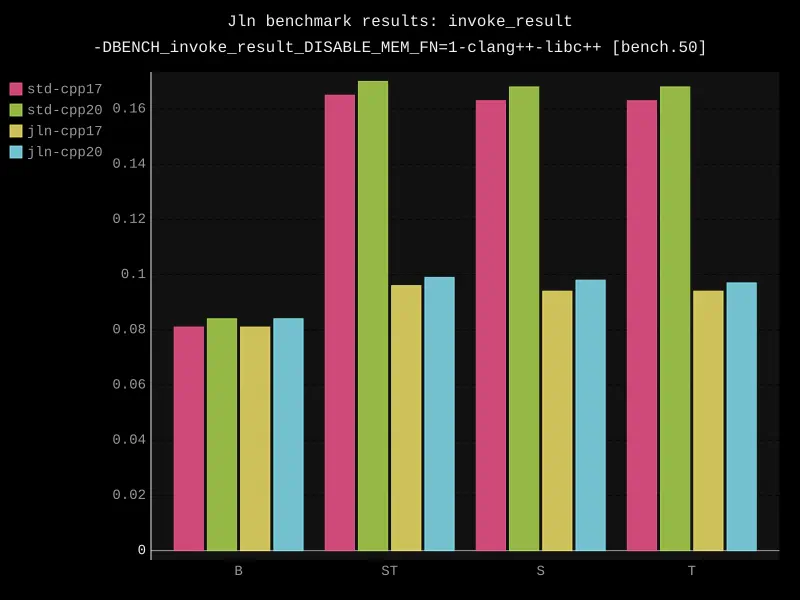 Jln benchmark results: invoke_result
-DBENCH_invoke_result_DISABLE_MEM_FN=1-clang++-libc++ [bench.50]
std-cpp17
std-cpp20
jln-cpp17
jln-cpp20
0.16
0.14
0.12
0.1
0.08
0.06
0.04
0.02
0
B ST S T